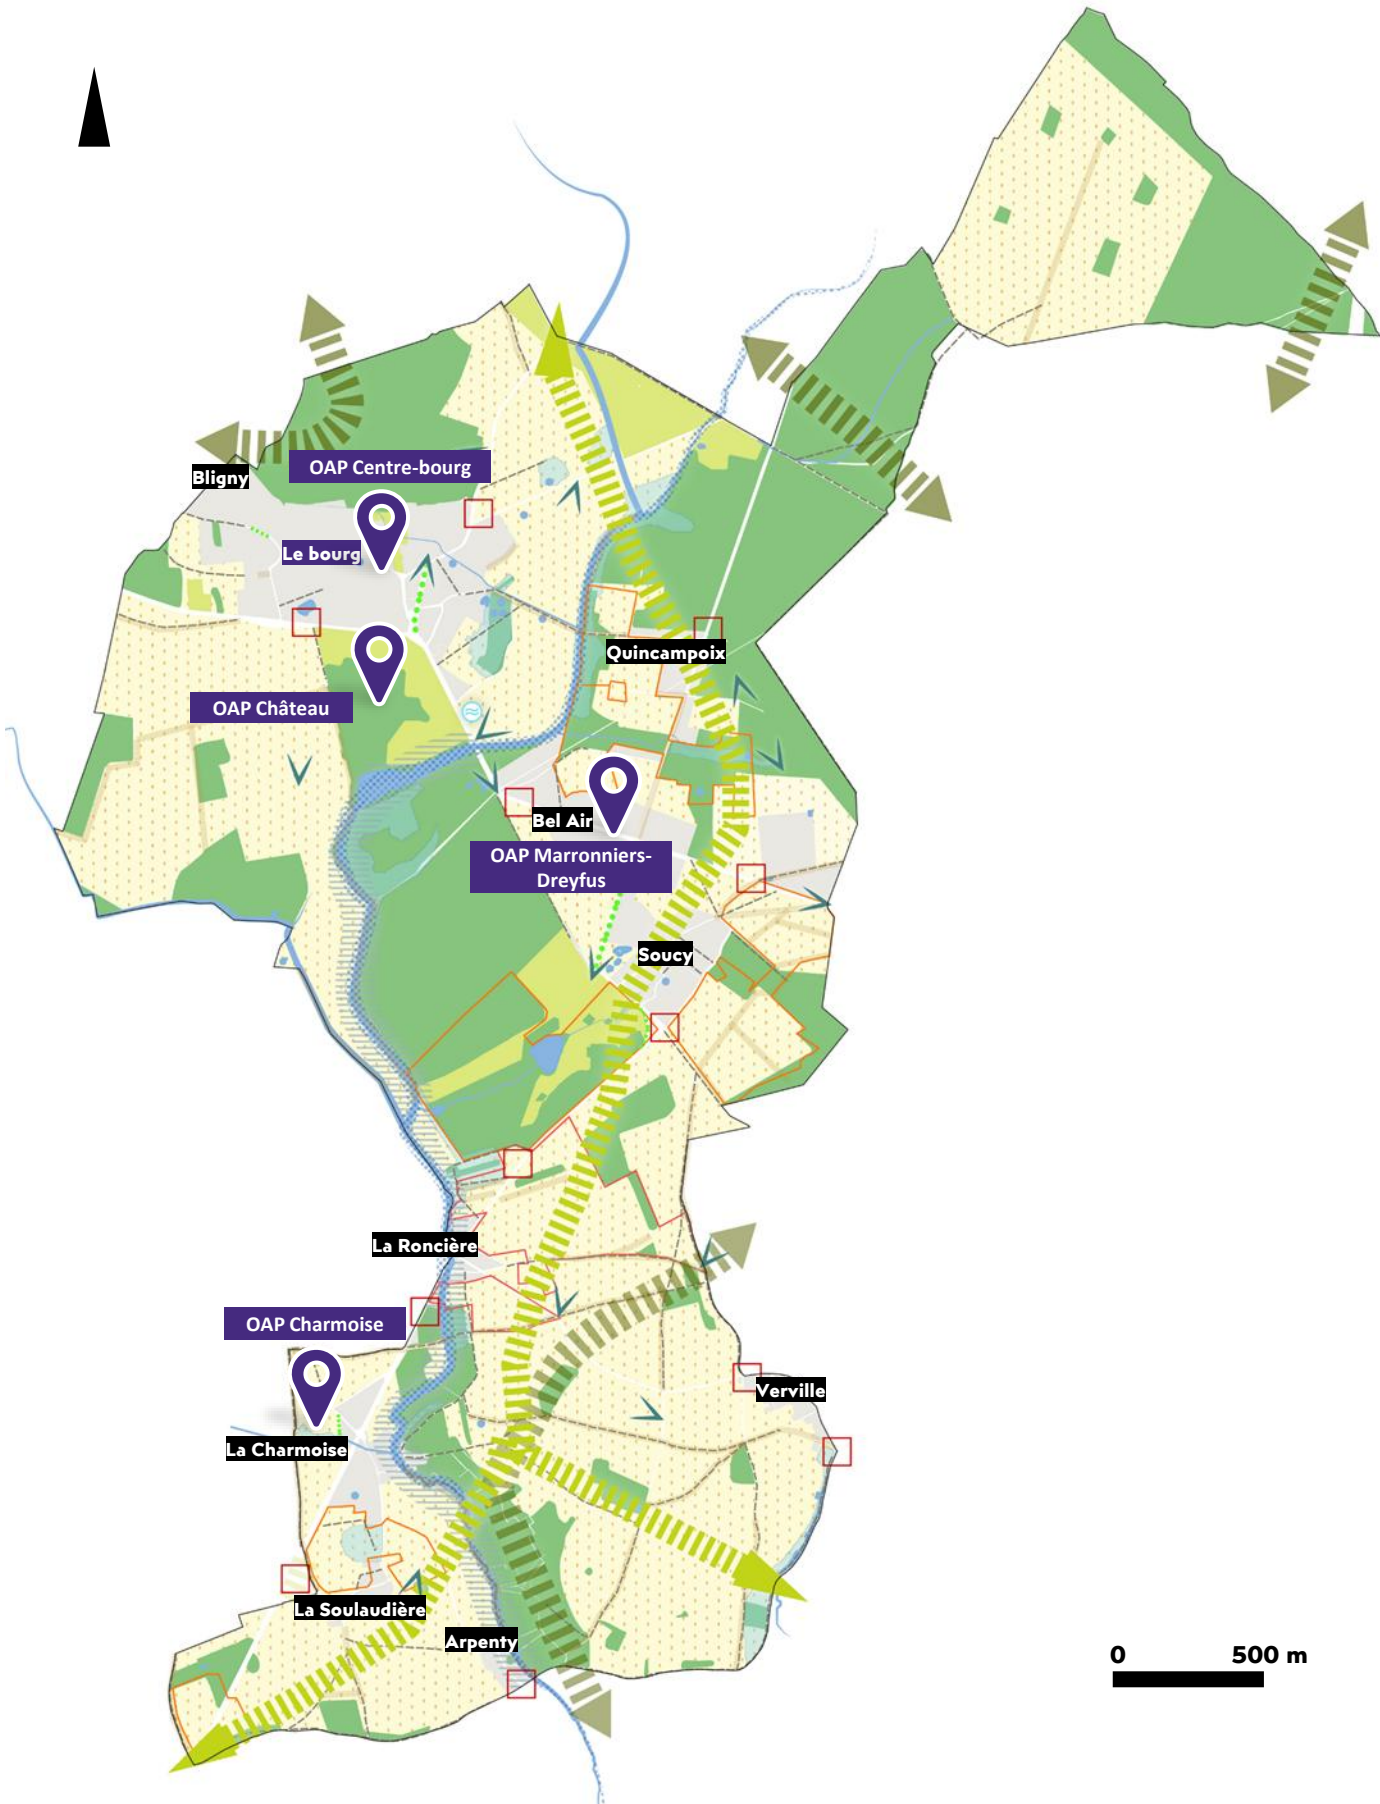 OAP Centre-bourg
Bligny
Le bourg
Quincampoix
OAP Château
Bel Air
OAP Marronniers-
Dreyfus
Soucy
La Roncière
OAP Charmoise
Verville
La Charmoise
La Soulaudière
Arpenty
0 500 m